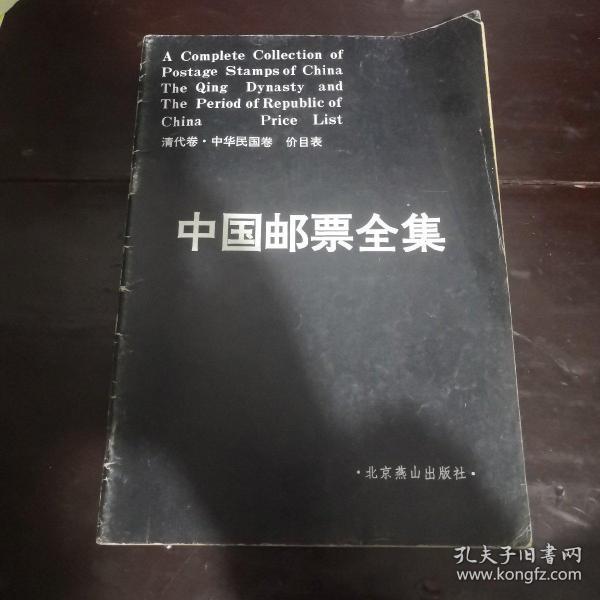 A Complete Collection of
Postage Stamps of China
The Qing Dynasty and
The Period of Republic of
China Price List
清代卷·中华民国卷 价目表
中国邮票全集
·北京燕山出版社·
孔夫子旧書网
www.kongfz.com